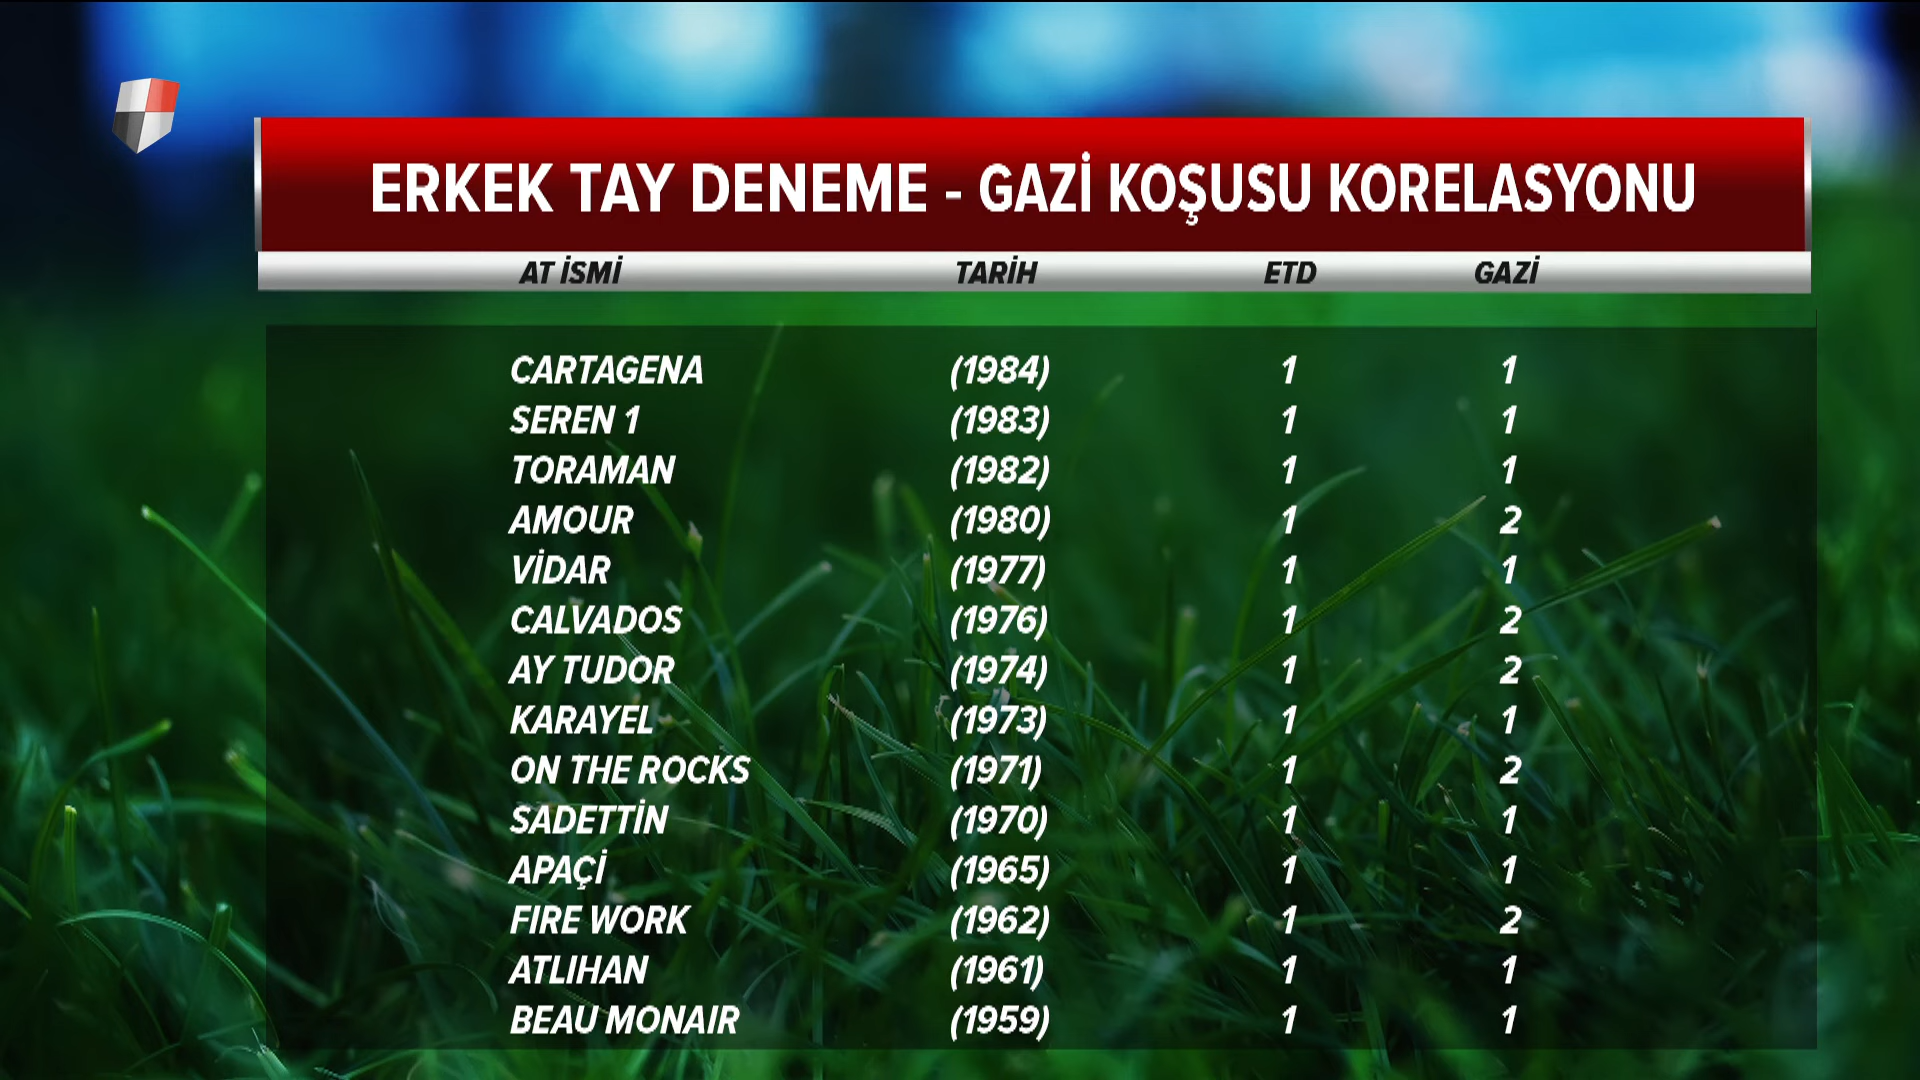 ERKEK TAY DENEME - GAZİ KOŞUSU KORELASYONU
AT İSMİ TARİH ETD GAZİ
CARTAGENA (1984) 1 1
SEREN 1 (1983) 1 1
TORAMAN (1982) 1 1
AMOUR (1980) 1 2
VİDAR (1977) 1 1
CALVADOS (1976) 1 2
AY TUDOR (1974) 1 2
KARAYEL (1973) 1 1
ON THE ROCKS (1971) 1 2
SADETTİN (1970) 1 1
APAÇİ (1965) 1 1
FIRE WORK (1962) 1 2
ATLIHAN (1961) 1 1
BEAU MONAIR (1959) 1 1